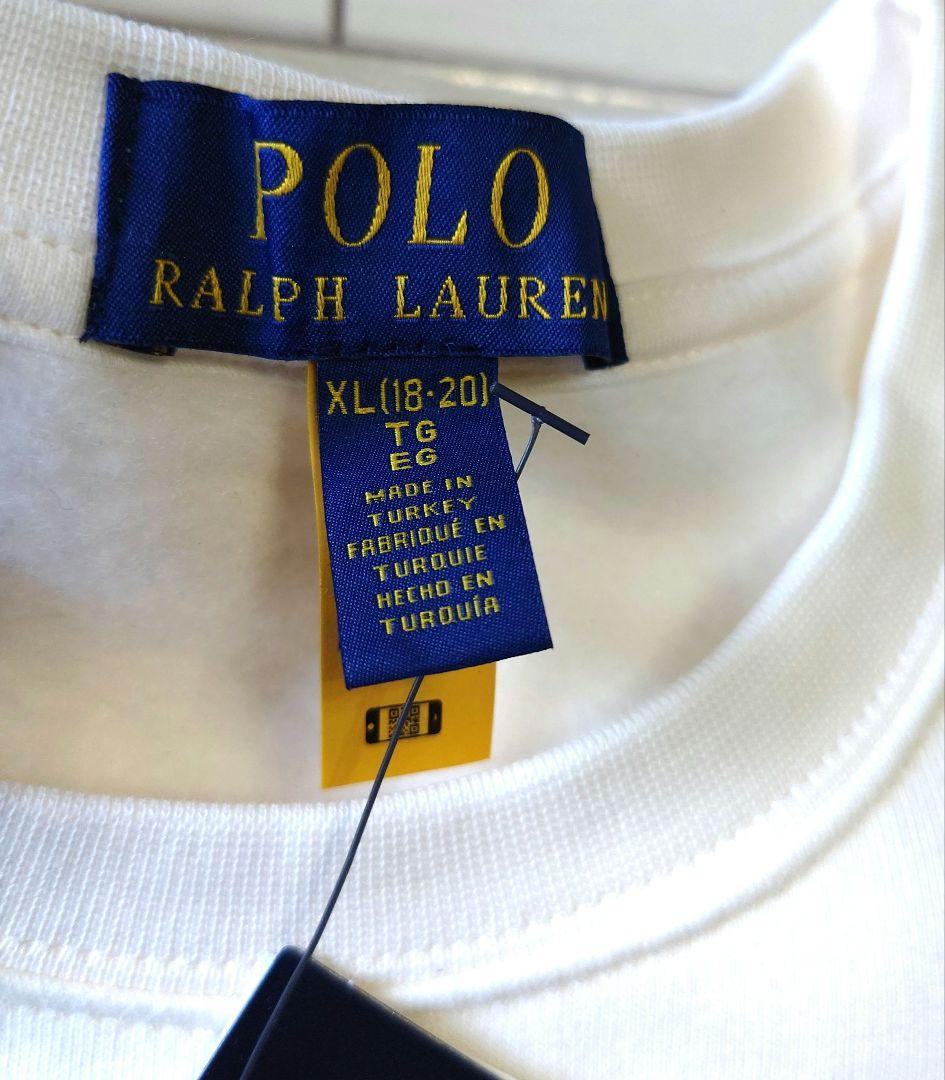 POLO
RALPH LAUREN
XL(18-20)
TG
EG
MADE IN
TURKEY
FABRIQUÉ EN
TURQUIE
HECHO EN
TURQUÍA